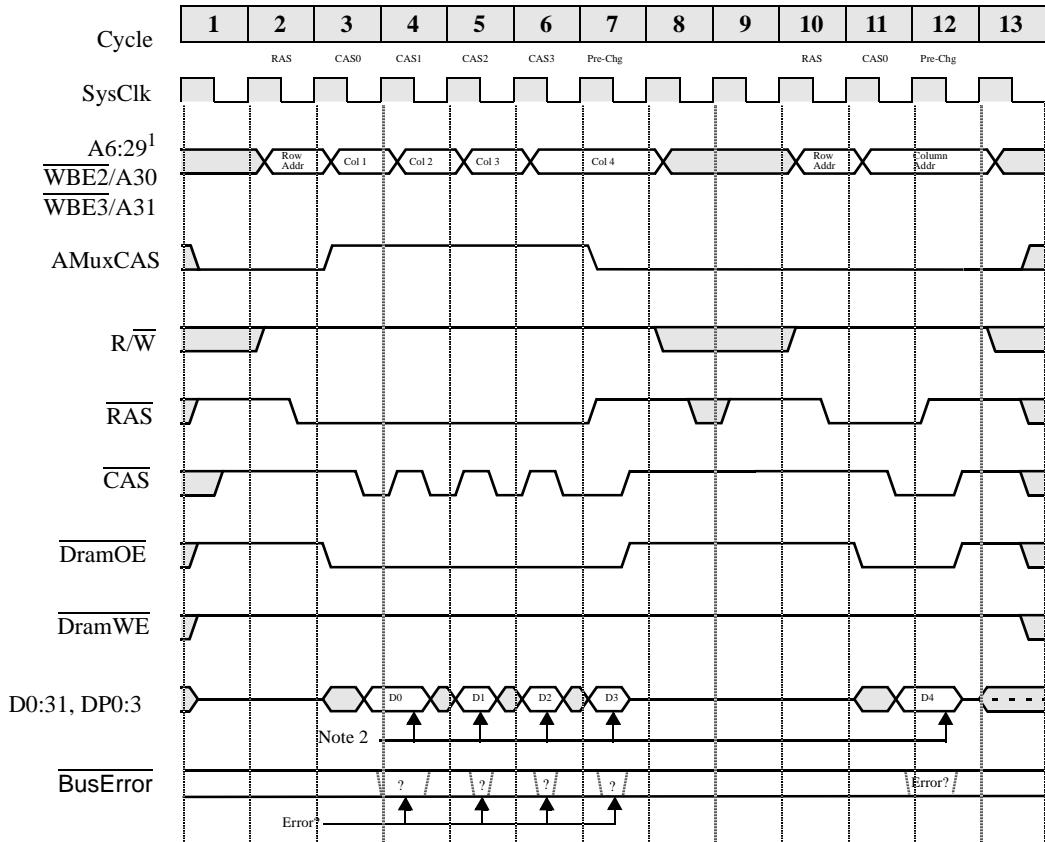 Cycle 1 2 3 4 5 6 7 8 9 10 11 12 13
RAS CAS0 CAS1 CAS2 CAS3 Pre-Chg RAS CAS0 Pre-Chg
SysClk
A6:29¹ Row Addr Col 1 Col 2 Col 3 Col 4 Row Addr Column Addr
WBE2/A30
WBE3/A31
AMuxCAS
R/W
RAS
CAS
DramOE
DramWE
D0:31, DP0:3 D0 D1 D2 D3 D4
Note 2
BusError ? ? ? ? Error?
Error?